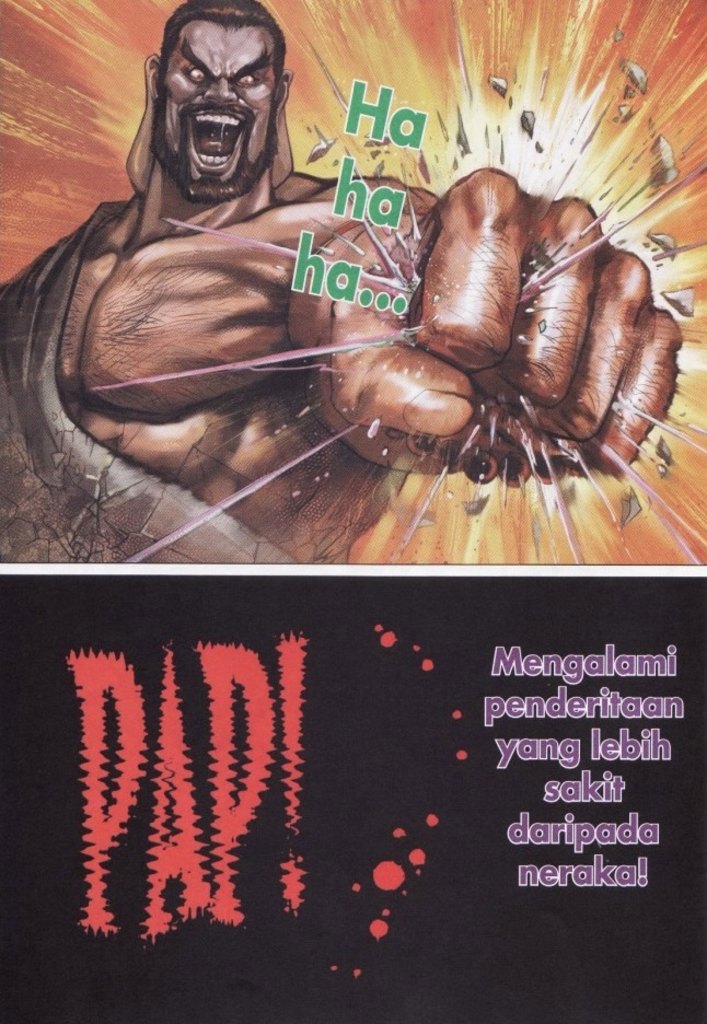 Ha
ha
ha...
PAP!
Mengalami
penderitaan
yang lebih
sakit
daripada
neraka!